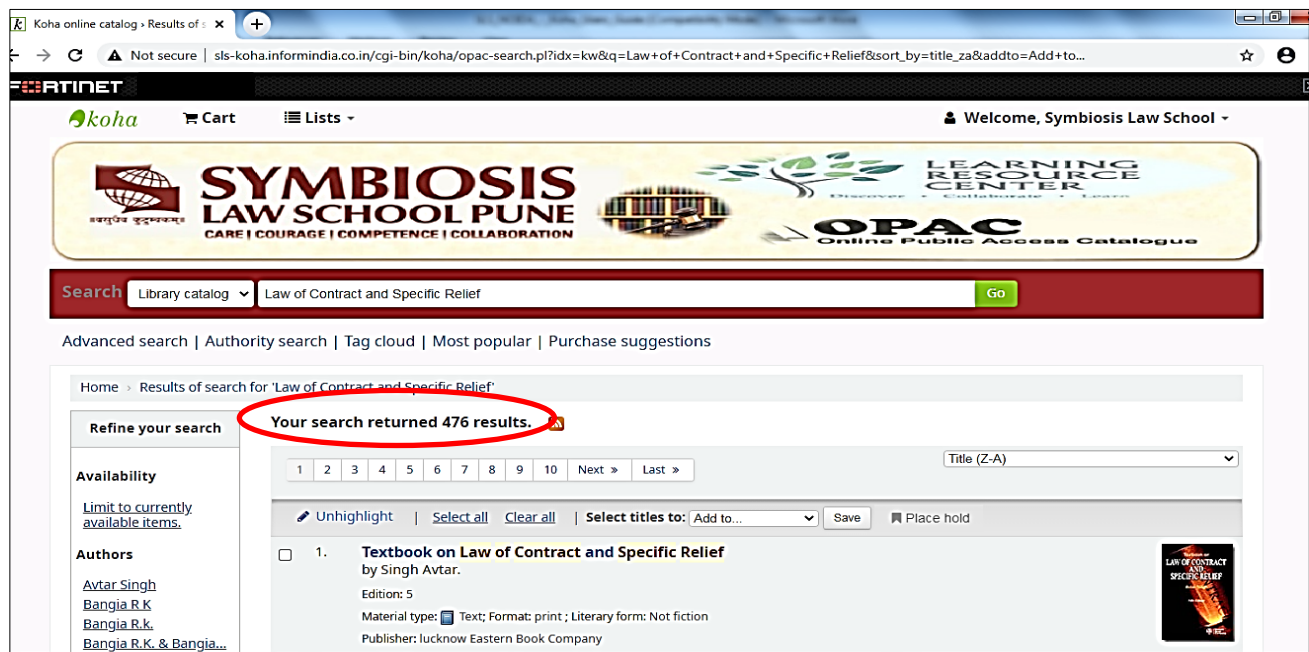 Koha online catalog › Results of s
Not secure | sls-koha.informindia.co.in/cgi-bin/koha/opac-search.pl?idx=kw&q=Law+of+Contract+and+Specific+Relief&sort_by=title_za&addto=Add+to...
FORTINET
koha Cart Lists Welcome, Symbiosis Law School
SYMBIOSIS
LAW SCHOOL PUNE
CARE | COURAGE | COMPETENCE | COLLABORATION
॥वसुधैव कुटुम्बकम्॥
LEARNING
RESOURCE
CENTER
Discover • Collaborate • Learn
OPAC
Online Public Access Catalogue
Search Library catalog Law of Contract and Specific Relief Go
Advanced search | Authority search | Tag cloud | Most popular | Purchase suggestions
Home › Results of search for 'Law of Contract and Specific Relief'
Refine your search
Availability
Limit to currently
available items.
Authors
Avtar Singh
Bangia R K
Bangia R.k.
Bangia R.K. & Bangia...
Your search returned 476 results.
1 2 3 4 5 6 7 8 9 10 Next » Last »
Title (Z-A)
Unhighlight | Select all Clear all | Select titles to: Add to... Save Place hold
1. Textbook on Law of Contract and Specific Relief
by Singh Avtar.
Edition: 5
Material type: Text; Format: print ; Literary form: Not fiction
Publisher: lucknow Eastern Book Company
LAW OF CONTRACT
AND
SPECIFIC RELIEF